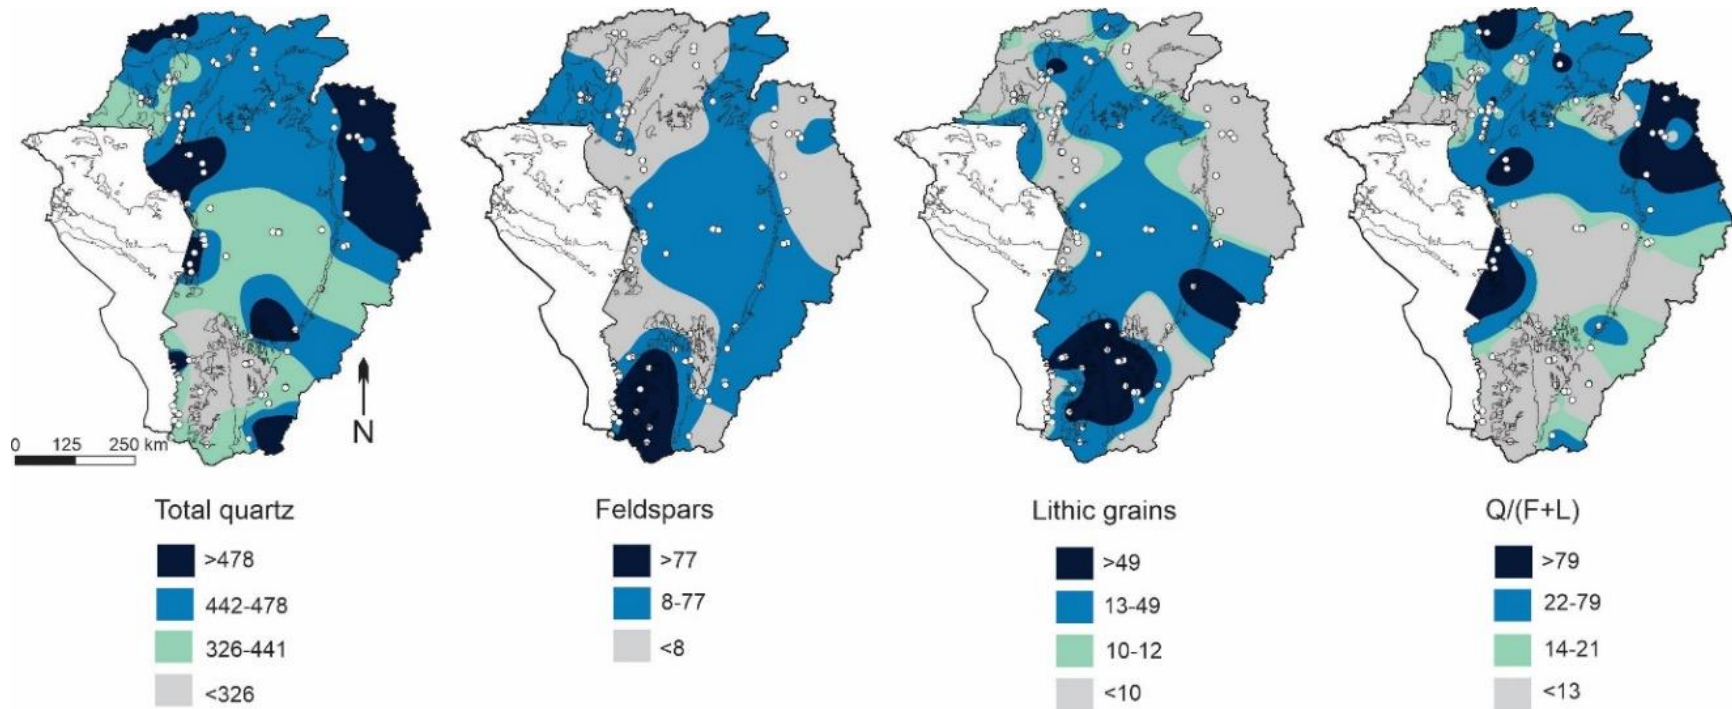 0 125 250 km
N
Total quartz
>478
442-478
326-441
<326
Feldspars
>77
8-77
<8
Lithic grains
>49
13-49
10-12
<10
Q/(F+L)
>79
22-79
14-21
<13